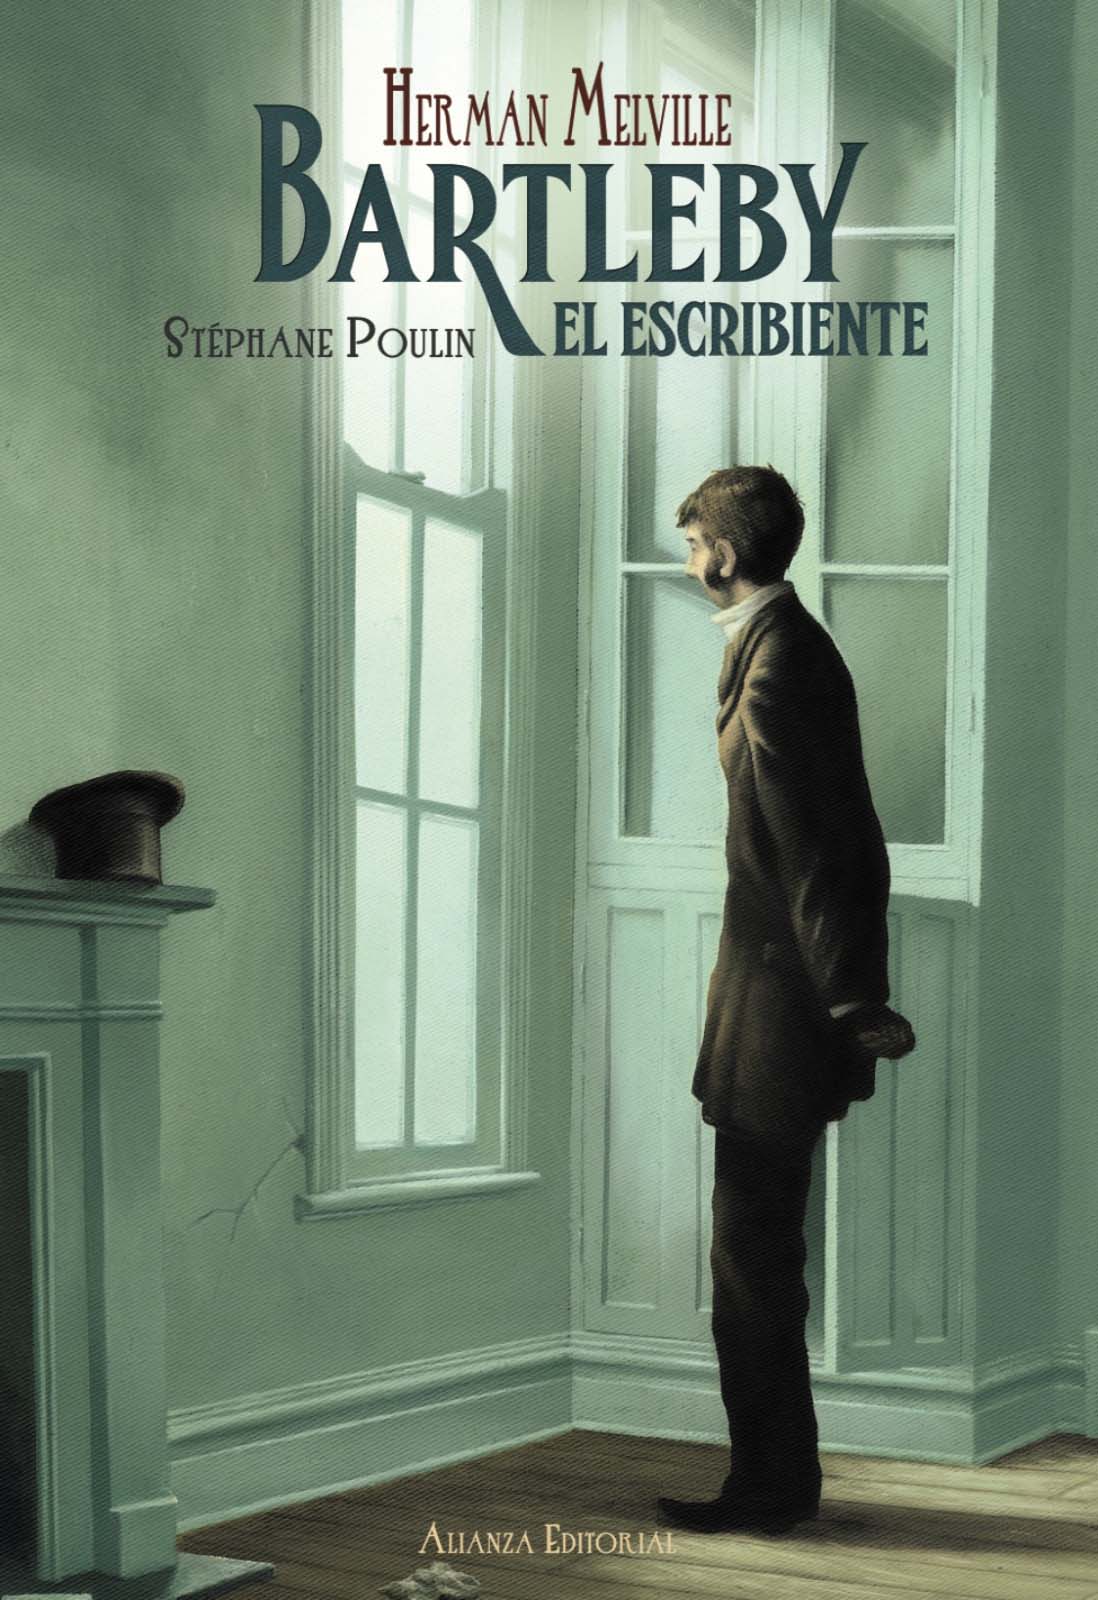 HERMAN MELVILLE
BARTLEBY
EL ESCRIBIENTE
STÉPHANE POULIN
ALIANZA EDITORIAL